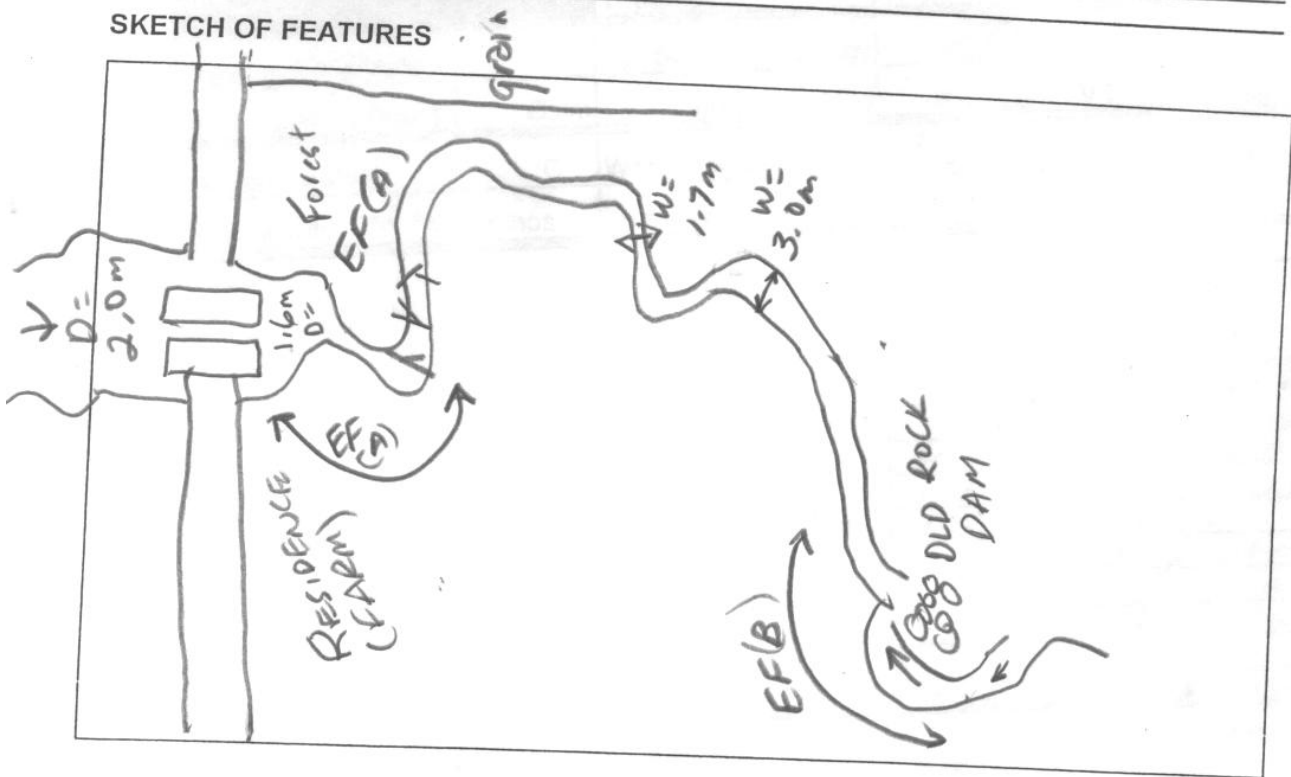 SKETCH OF FEATURES
grain
Forest
EF(B)
W=
1.7m
W=
3.0m
D=
2.0m
1.6m
D=
EF
(B)
RESIDENCE
(FARM)
EF(B)
OLD ROCK
DAM